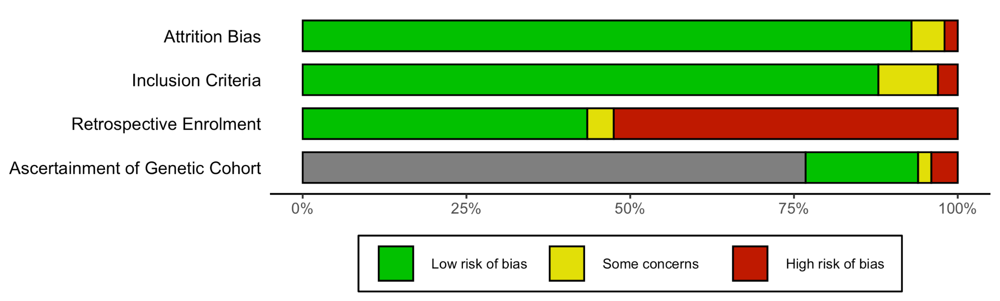 Attrition Bias
Inclusion Criteria
Retrospective Enrolment
Ascertainment of Genetic Cohort
0% 25% 50% 75% 100%
Low risk of bias Some concerns High risk of bias